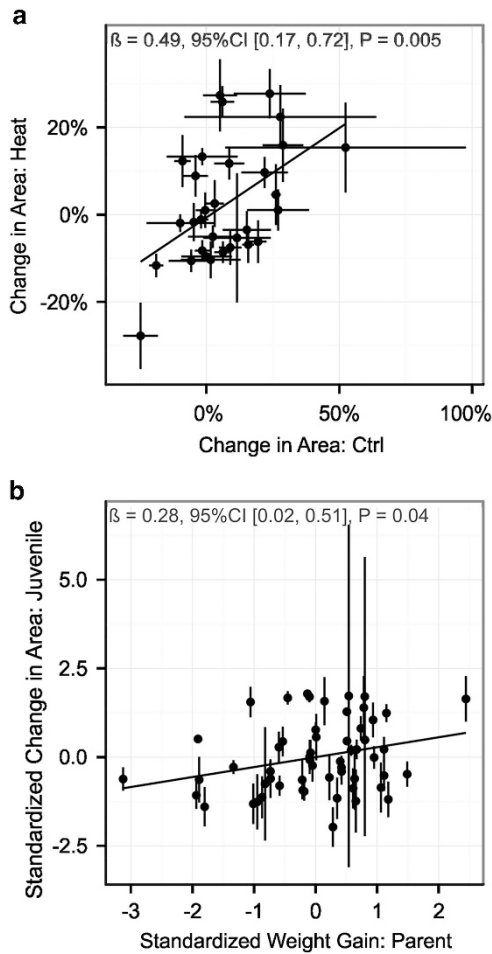 a
ß = 0.49, 95%CI [0.17, 0.72], P = 0.005
Change in Area: Heat
20%
0%
-20%
0%
50%
100%
Change in Area: Ctrl
b
ß = 0.28, 95%CI [0.02, 0.51], P = 0.04
Standardized Change in Area: Juvenile
5.0
2.5
0.0
-2.5
-3
-2
-1
0
1
2
Standardized Weight Gain: Parent